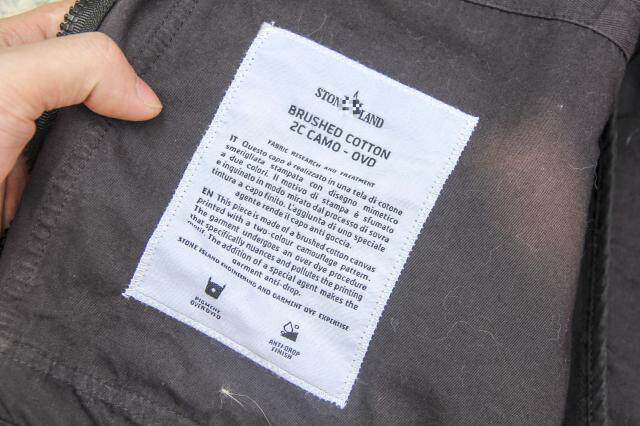 STON LAND
BRUSHED COTTON
2C CAMO - OVD
FABRIC RESEARCH AND TREATMENT
IT Questo capo è realizzato in una tela di cotone
smerigliata stampata con disegno mimetico
a due colori. Il motivo di stampa è sfumato
e inquinato in modo mirato dal processo di sovra
tintura a capo finito. L'aggiunta di uno speciale
agente rende il capo anti goccia.
EN This piece is made of a brushed cotton canvas
printed with a two-colour camouflage pattern.
The garment undergoes an over dye procedure
that specifically nuances and pollutes the printing
The addition of a special agent makes the
garment anti-drop.
STONE ISLAND ENGINEERING AND GARMENT DYE EXPERTISE
PIGMENT
OVERDYED
ANTI DROP
FINISH